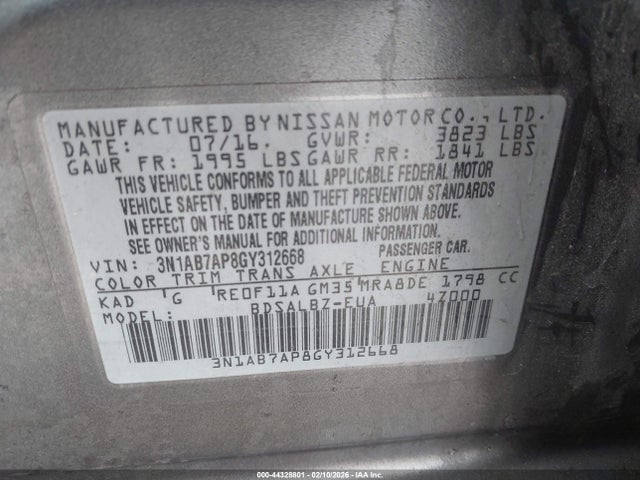 MANUFACTURED BY NISSAN MOTOR CO., LTD.
DATE: 07/16. GVWR: 3823 LBS
GAWR FR: 1995 LBS GAWR RR: 1841 LBS
THIS VEHICLE CONFORMS TO ALL APPLICABLE FEDERAL MOTOR
VEHICLE SAFETY, BUMPER AND THEFT PREVENTION STANDARDS
IN EFFECT ON THE DATE OF MANUFACTURE SHOWN ABOVE.
SEE OWNER'S MANUAL FOR ADDITIONAL INFORMATION.
VIN: 3N1AB7AP8GY312668 PASSENGER CAR.
COLOR TRIM TRANS AXLE ENGINE
KAD G RE0F11A GM35 MRA8DE 1798 CC
MODEL: BDSALBZ-EUA 4Z000
3N1AB7AP8GY312668
000-44328801 - 02/10/2026 - IAAI.COM